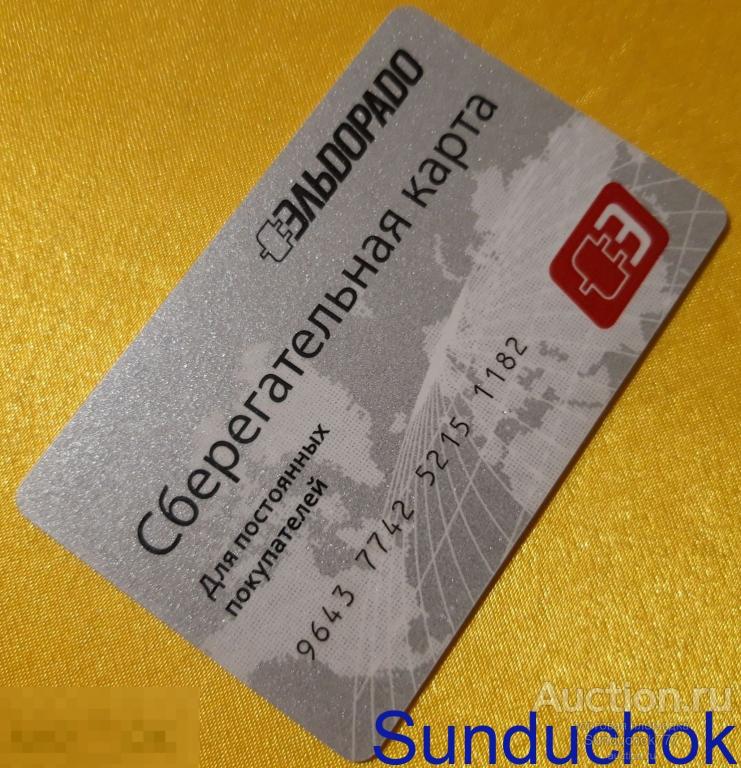 ЭЛЬДОРАДО
Сберегательная карта
Для постоянных
покупателей
9643 7742 5215 1182
Э
Auction.ru
Sunduchok